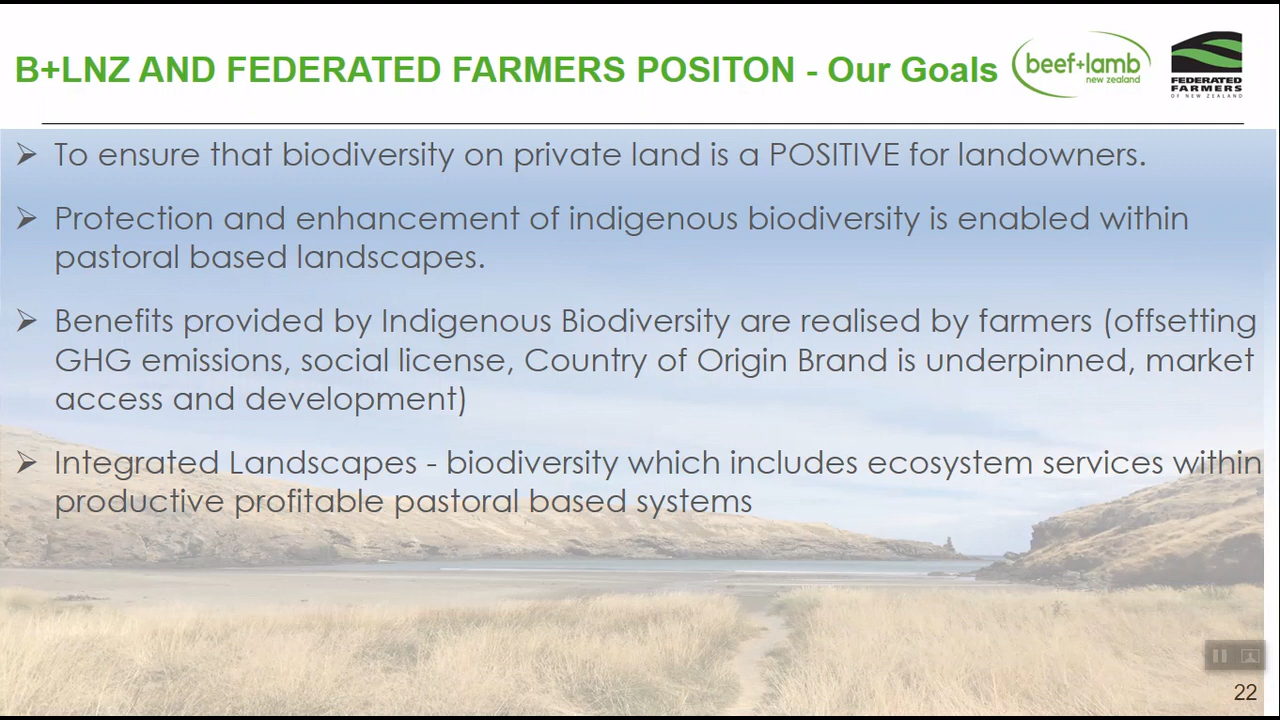 B+LNZ AND FEDERATED FARMERS POSITON - Our Goals
beef+lamb
new zealand
FEDERATED
FARMERS
OF NEW ZEALAND
➢ To ensure that biodiversity on private land is a POSITIVE for landowners.
➢ Protection and enhancement of indigenous biodiversity is enabled within
pastoral based landscapes.
➢ Benefits provided by Indigenous Biodiversity are realised by farmers (offsetting
GHG emissions, social license, Country of Origin Brand is underpinned, market
access and development)
➢ Integrated Landscapes - biodiversity which includes ecosystem services within
productive profitable pastoral based systems
22